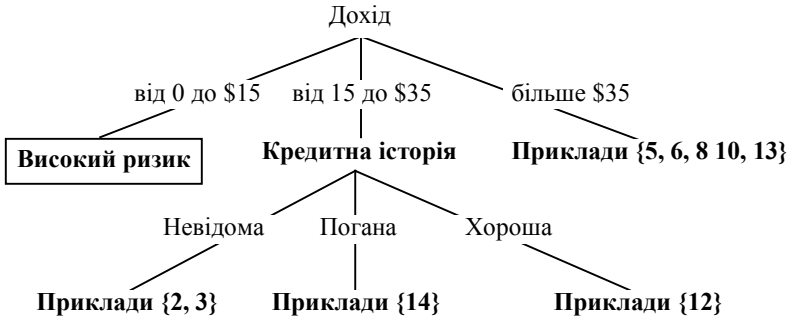 Дохід
від 0 до $15 від 15 до $35 більше $35
Високий ризик Кредитна історія Приклади {5, 6, 8 10, 13}
Невідома Погана Хороша
Приклади {2, 3} Приклади {14} Приклади {12}